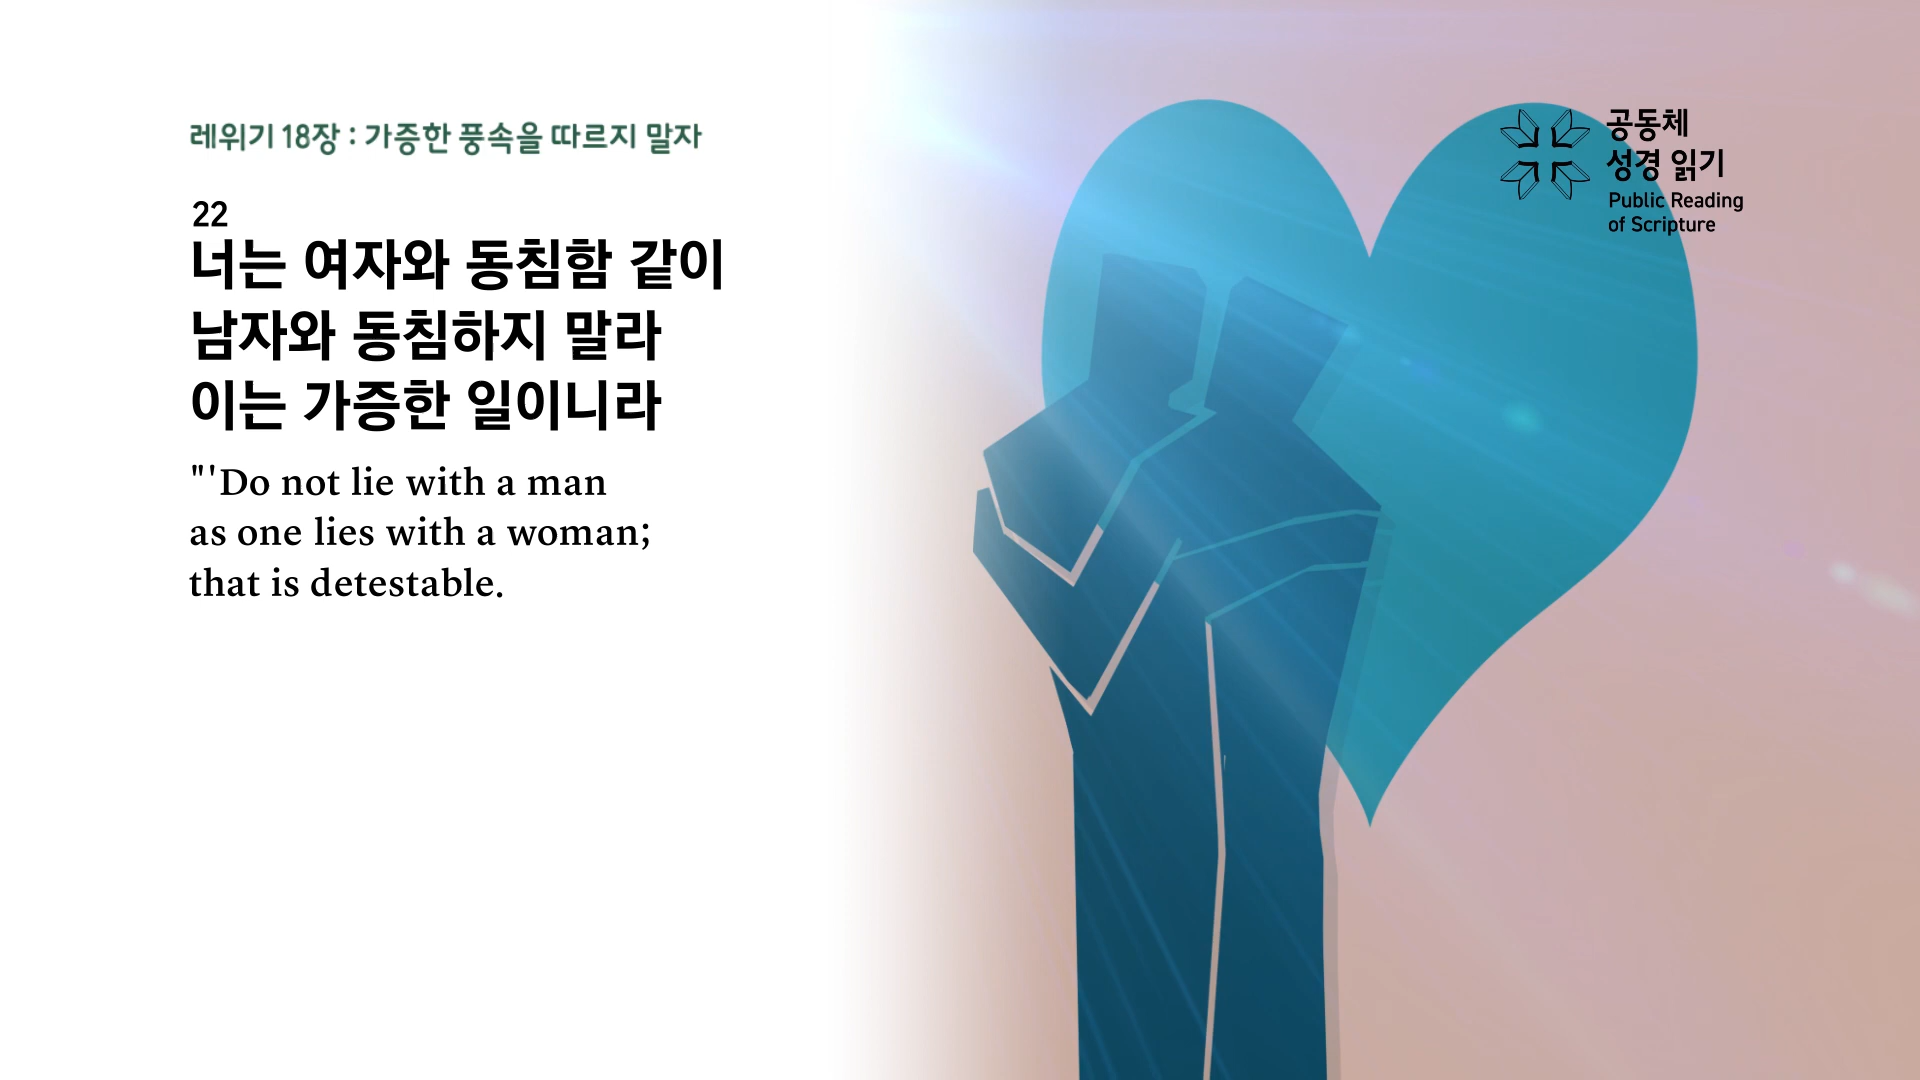 레위기 18장 : 가증한 풍속을 따르지 말자
22
너는 여자와 동침함 같이
남자와 동침하지 말라
이는 가증한 일이니라
"'Do not lie with a man
as one lies with a woman;
that is detestable.
공동체
성경 읽기
Public Reading
of Scripture